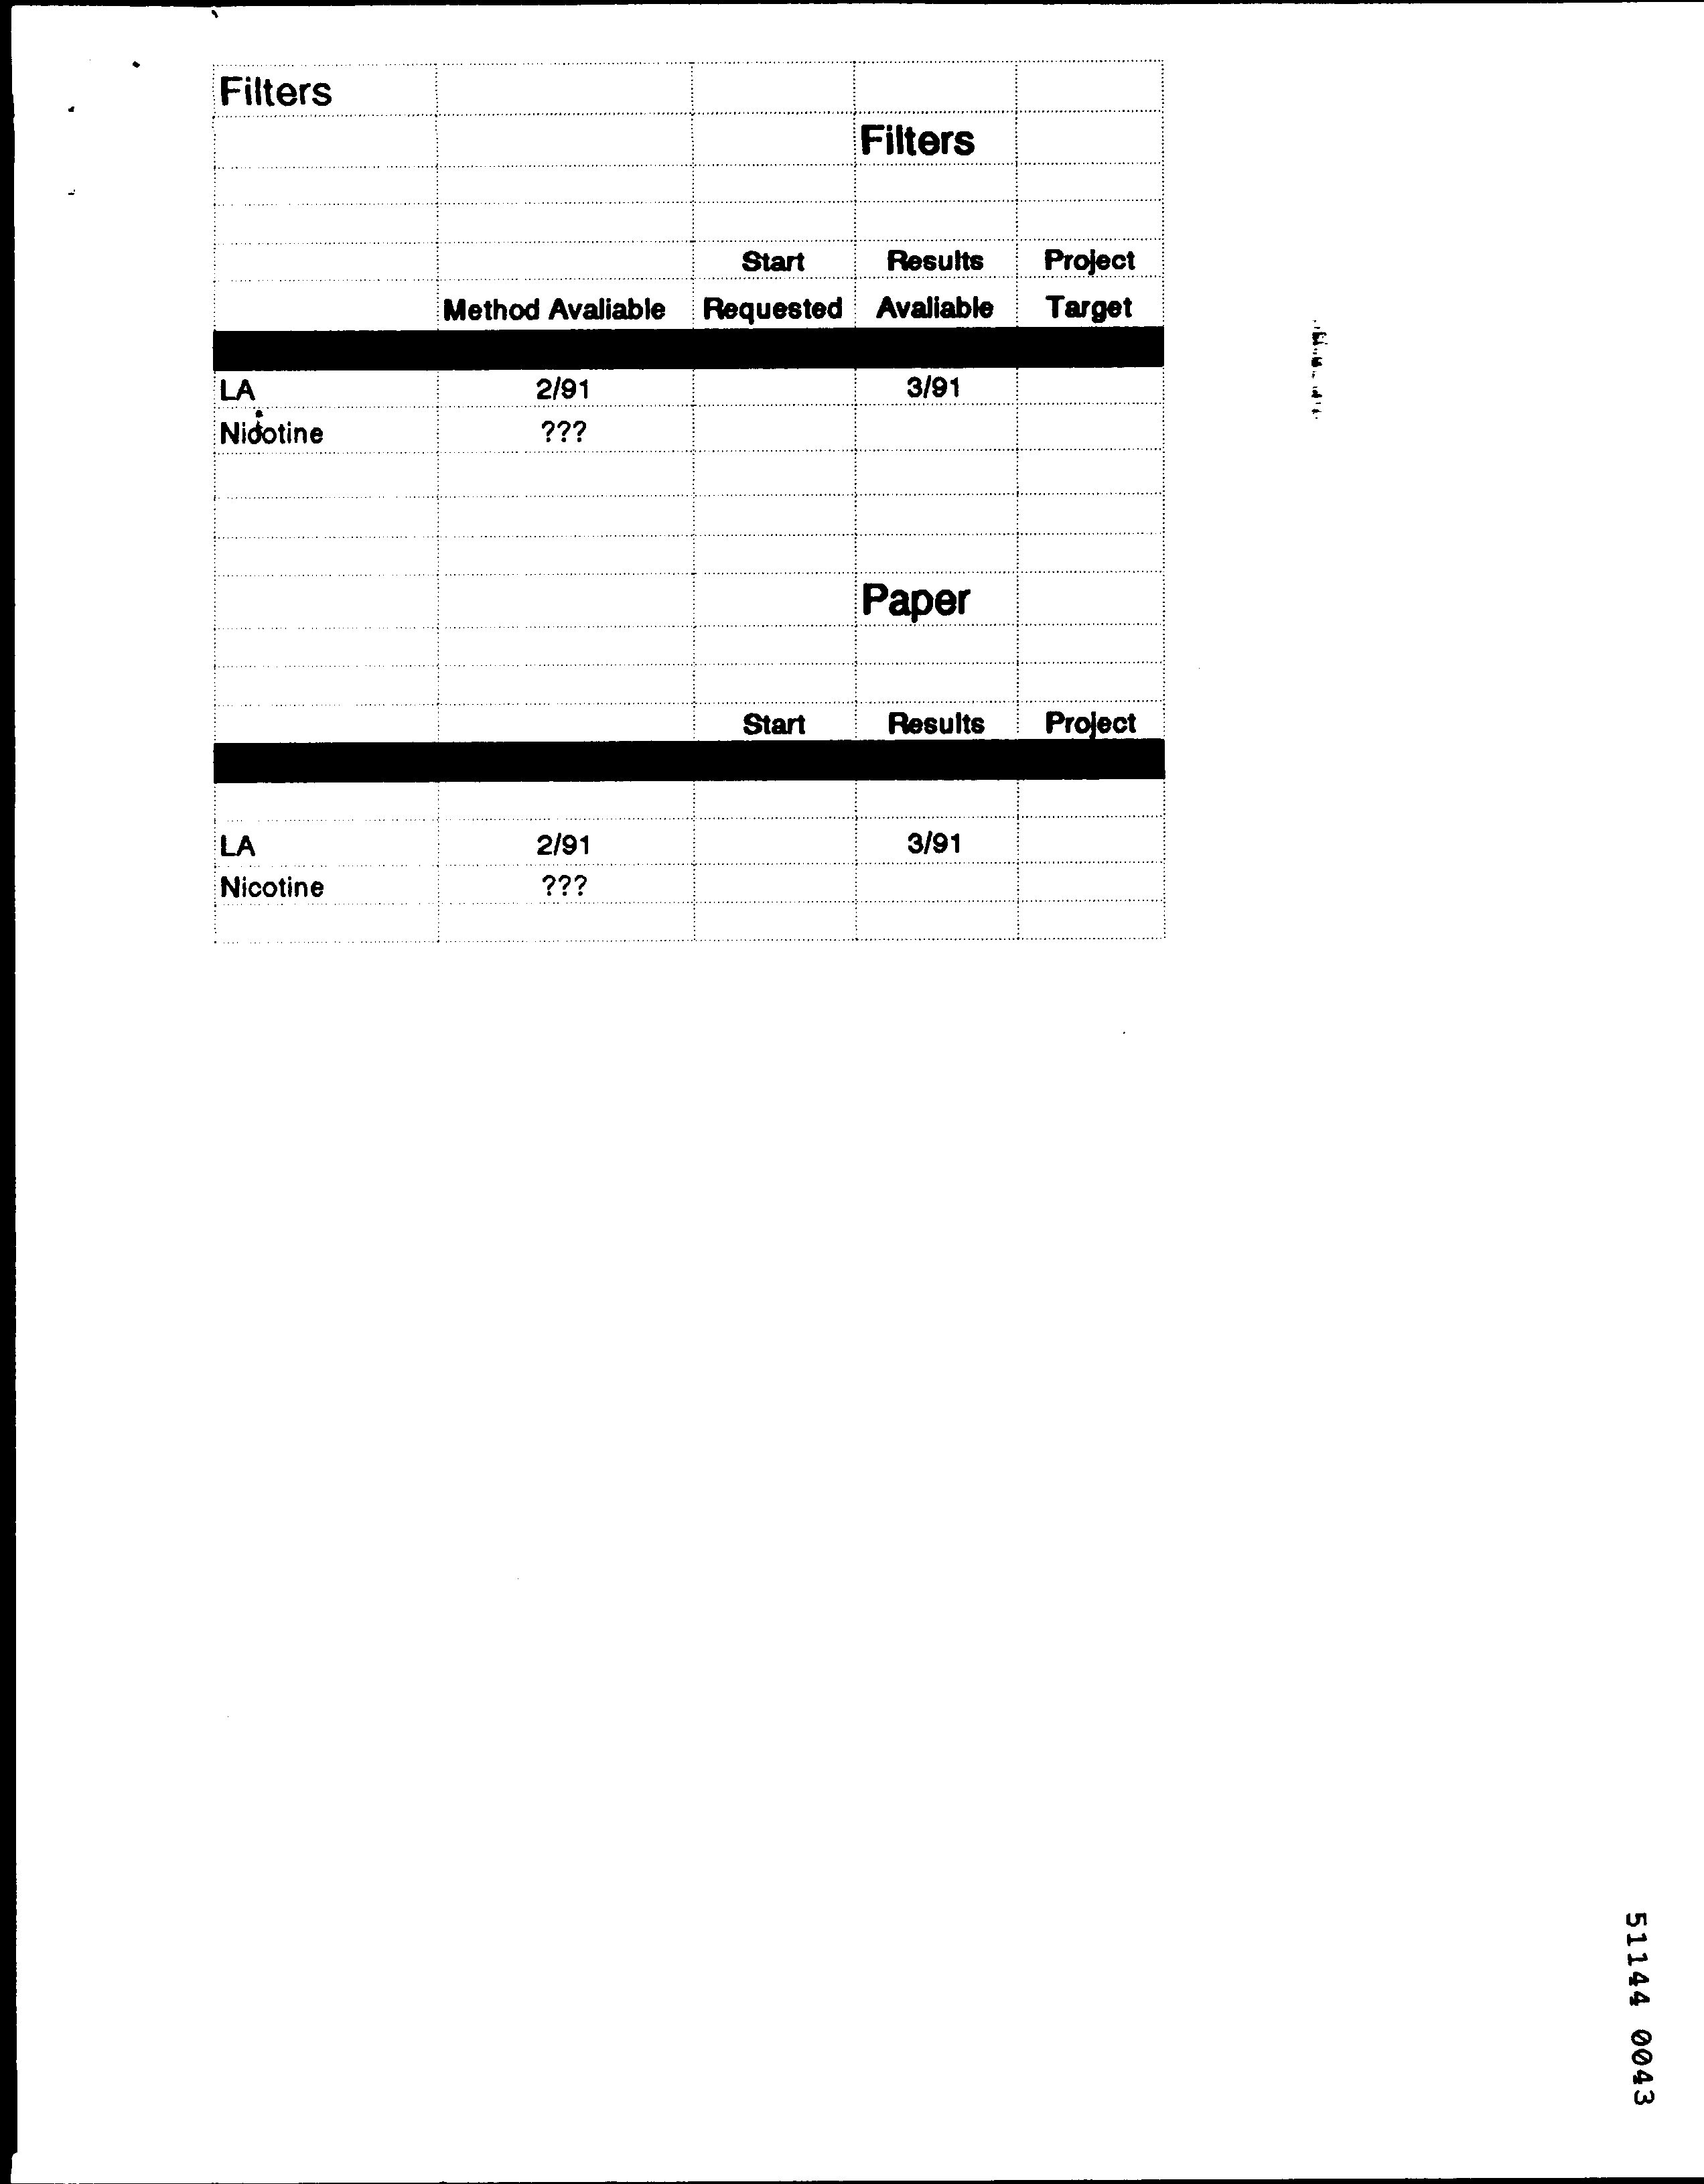 Filters
Filters
Start Results Project
Method Avaliable Requested Avaliable Target
LA 2/91 3/91
Nicotine ???
Paper
Start Results Project
LA 2/91 3/91
Nicotine ???
51144 0043